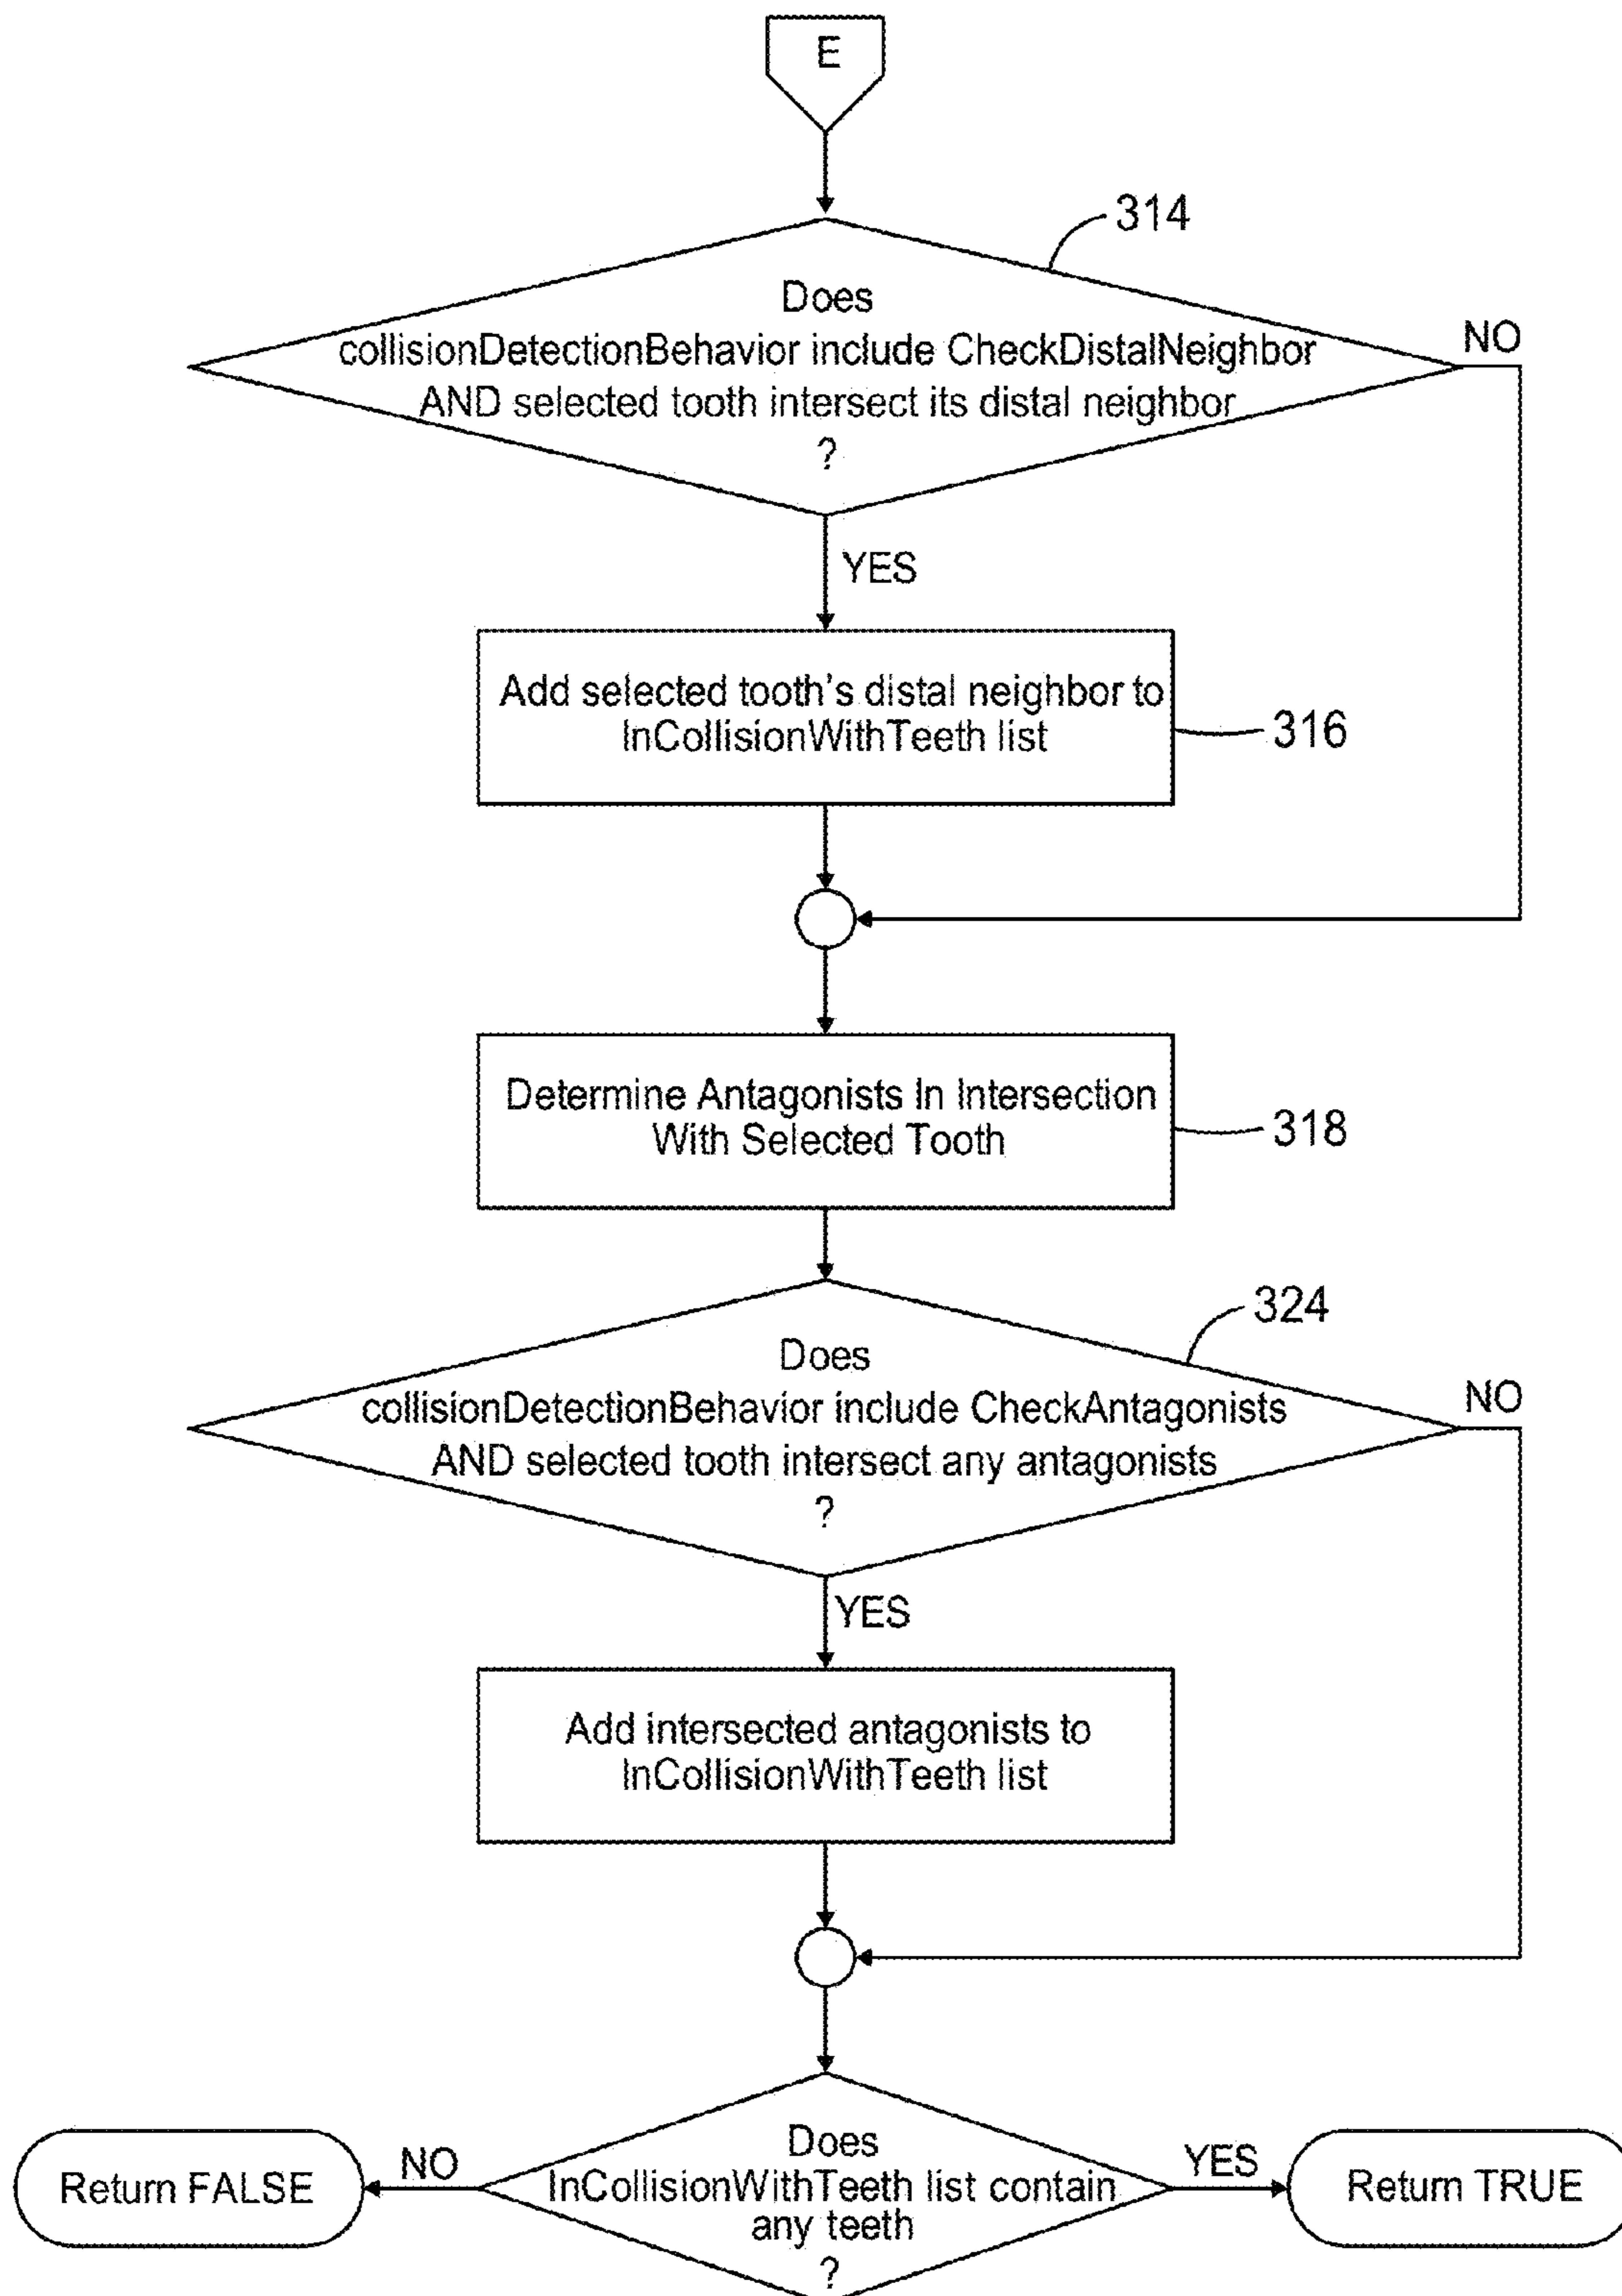 E
314
Does
collisionDetectionBehavior include CheckDistalNeighbor
AND selected tooth intersect its distal neighbor
?
NO
YES
Add selected tooth's distal neighbor to
InCollisionWithTeeth list
316
Determine Antagonists In Intersection
With Selected Tooth
318
324
Does
collisionDetectionBehavior include CheckAntagonists
AND selected tooth intersect any antagonists
?
NO
YES
Add intersected antagonists to
InCollisionWithTeeth list
Does
InCollisionWithTeeth list contain
any teeth
?
NO
Return FALSE
YES
Return TRUE